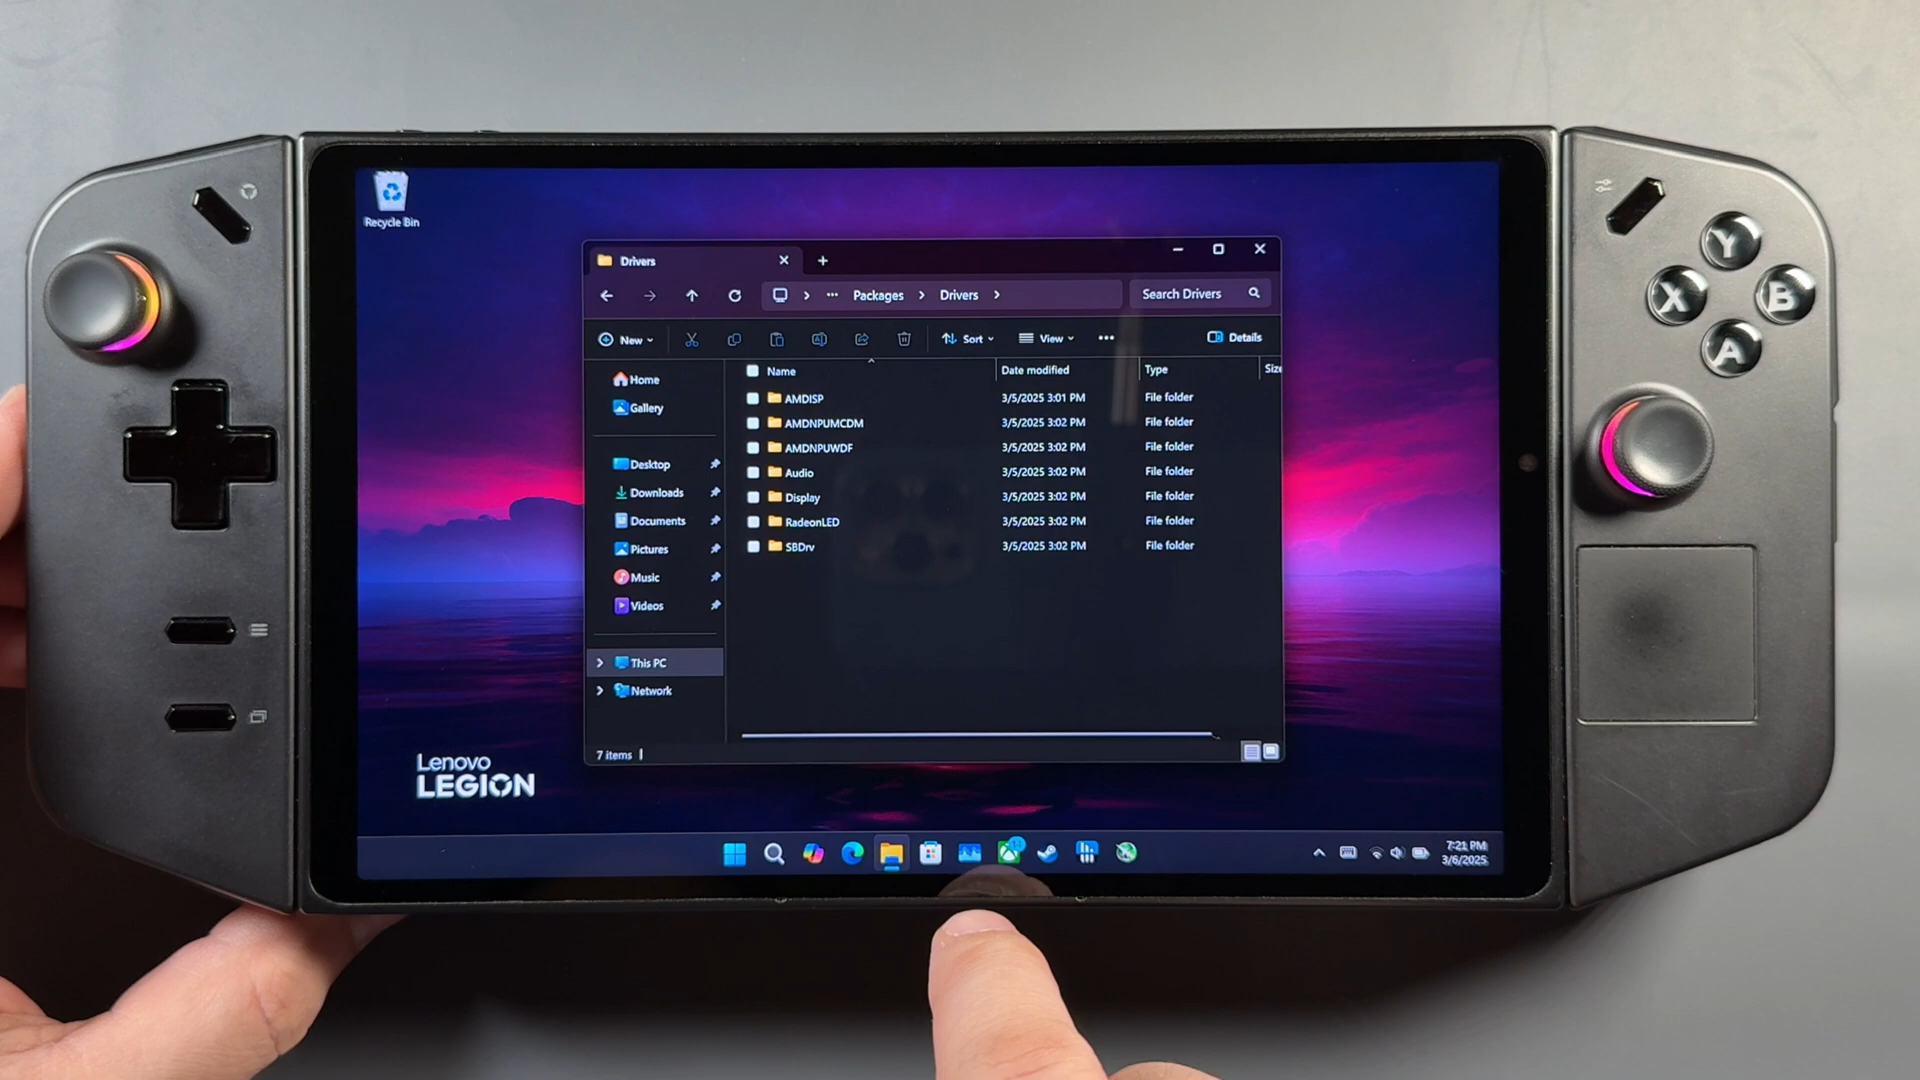 Recycle Bin
Drivers
Packages
Drivers
Search Drivers
New
Sort
View
Details
Name
Date modified
Type
Size
Home
Gallery
Desktop
Downloads
Documents
Pictures
Music
Videos
This PC
Network
AMDISP 3/5/2025 3:01 PM File folder
AMDNPUMCDM 3/5/2025 3:02 PM File folder
AMDNPUWDF 3/5/2025 3:02 PM File folder
Audio 3/5/2025 3:02 PM File folder
Display 3/5/2025 3:02 PM File folder
RadeonLED 3/5/2025 3:02 PM File folder
SBDrv 3/5/2025 3:02 PM File folder
7 items
Lenovo
LEGION
7:21 PM
3/6/2025
Y
X
B
A